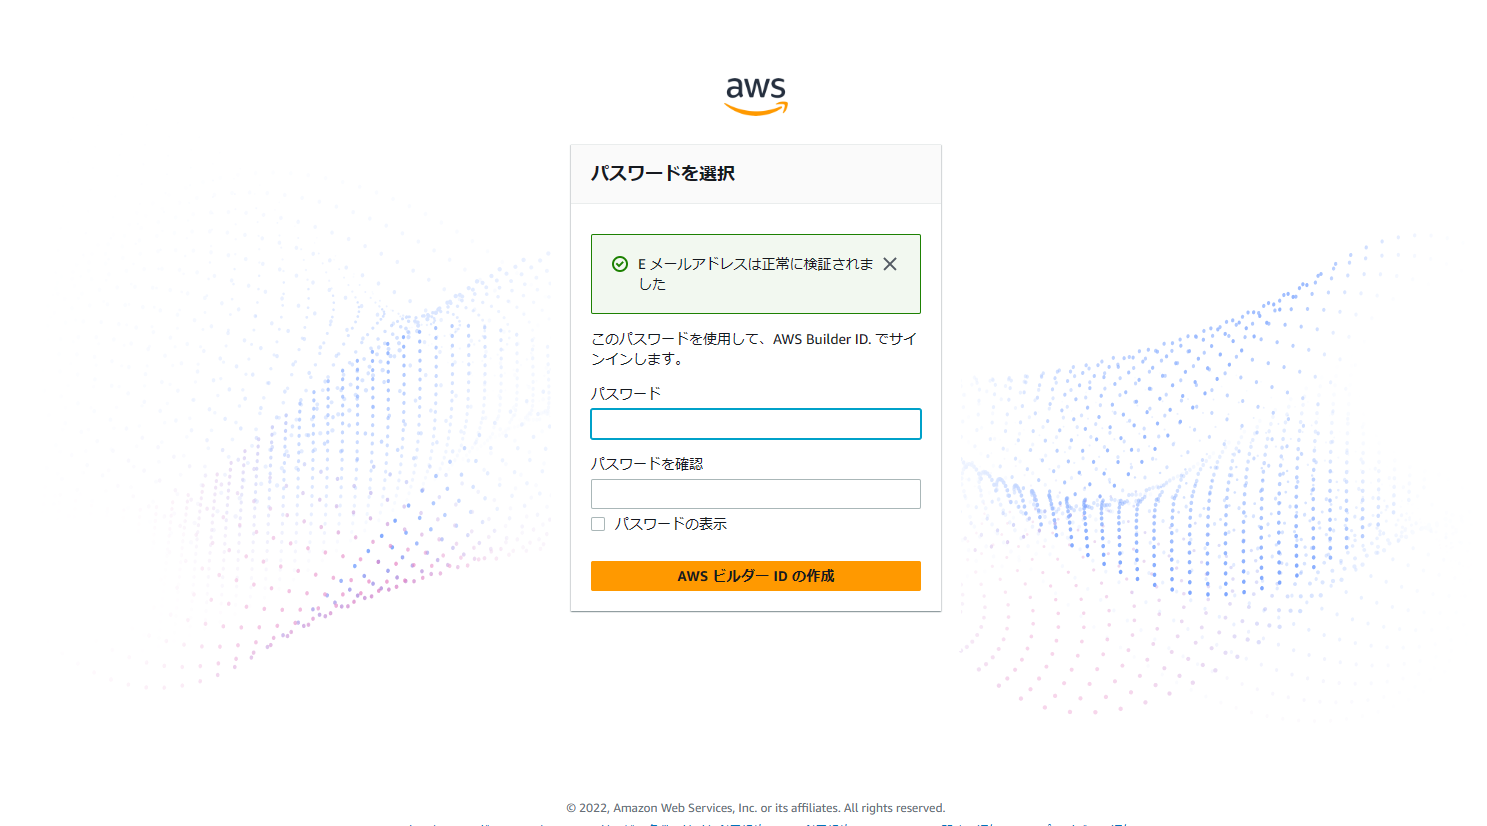 aws
パスワードを選択
E メールアドレスは正常に検証されま
した
このパスワードを使用して、AWS Builder ID. でサイ
ンインします。
パスワード
パスワードを確認
パスワードの表示
AWS ビルダー ID の作成
© 2022, Amazon Web Services, Inc. or its affiliates. All rights reserved.